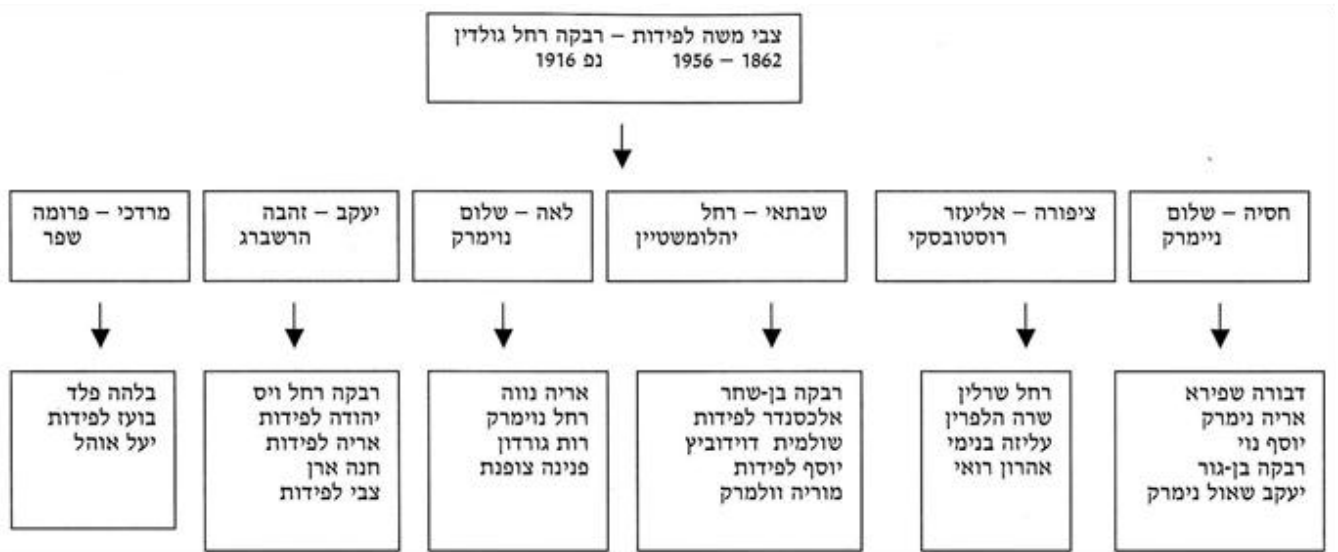 צבי משה לפידות – רבקה רחל גולדין
1862 – 1956 נפ 1916
חסיה – שלום
ניימרק
ציפורה – אליעזר
רוסטובסקי
שבתאי – רחל
יהלומשטיין
לאה – שלום
נוימרק
יעקב – זהבה
הרשברג
מרדכי – פרומה
שפר
דבורה שפירא
אריה נימרק
יוסף נוי
רבקה בן-גור
יעקב שאול נימרק
רחל שרלין
שרה הלפרין
עליזה בנימי
אהרון רואי
רבקה בן-שחר
אלכסנדר לפידות
שולמית דוידוביץ
יוסף לפידות
מוריה וולמרק
אריה נווה
רחל נוימרק
רות גורדון
פנינה צופנת
רבקה רחל ויס
יהודה לפידות
אריה לפידות
חנה ארן
צבי לפידות
בלהה פלד
בועז לפידות
יעל אוהל